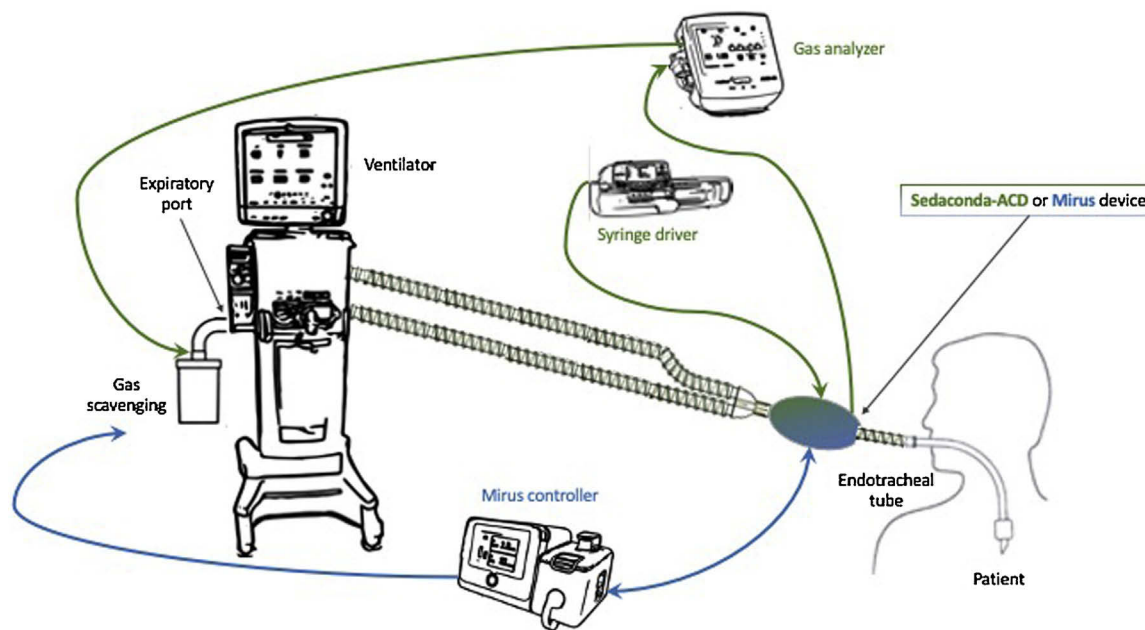 Gas analyzer
Ventilator
Expiratory
port
Syringe driver
Sedaconda-ACD or Mirus device
Gas
scavenging
Endotracheal
tube
Mirus controller
Patient